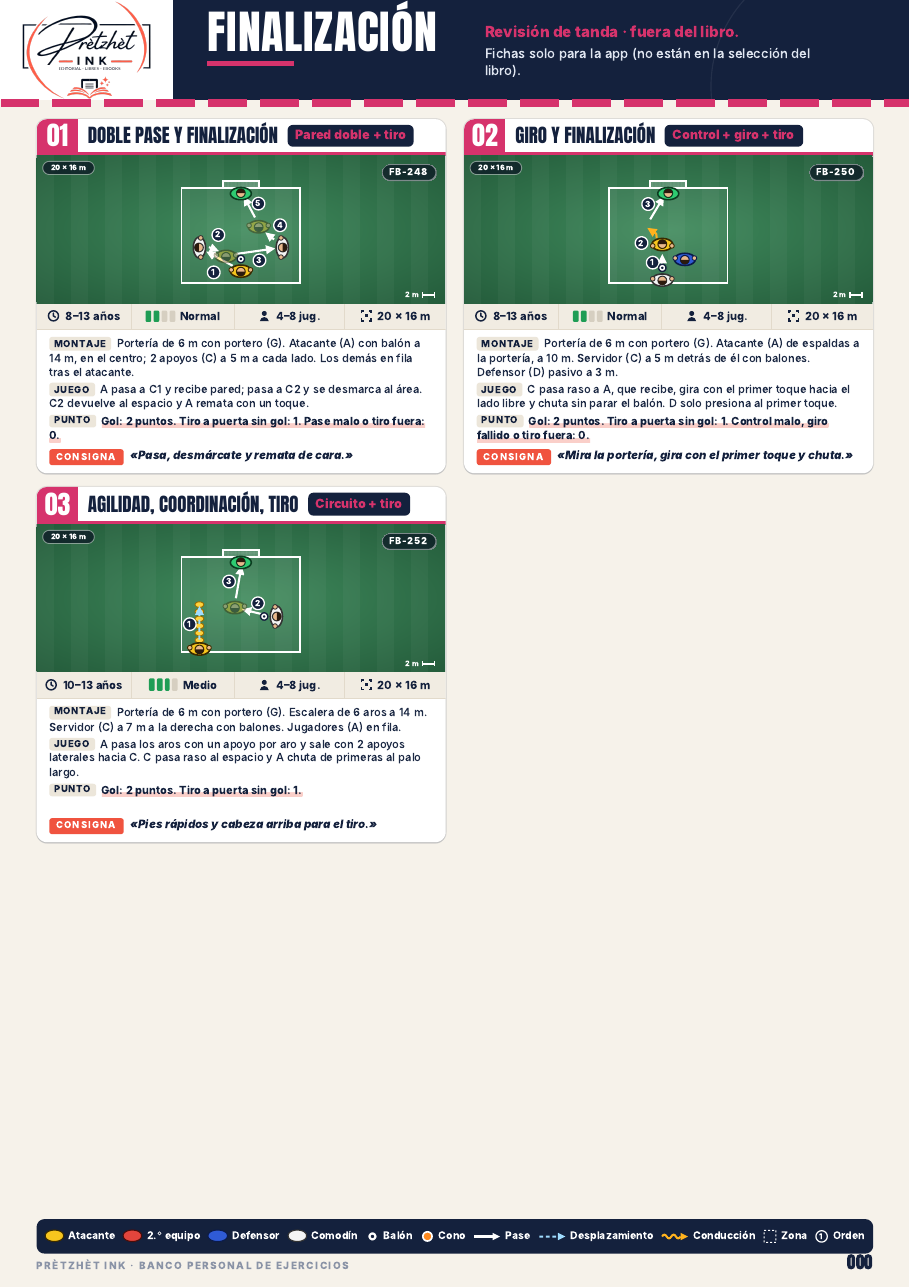 Prètzhèt
INK
EDITORIAL · LIBRES · EBOOKS
FINALIZACIÓN
Revisión de tanda · fuera del libro.
Fichas solo para la app (no están en la selección del
libro).
01 DOBLE PASE Y FINALIZACIÓN Pared doble + tiro
20 × 16 m
FB-248
5
4
2
3
1
2 m
8–13 años Normal 4–8 jug. 20 × 16 m
MONTAJE Portería de 6 m con portero (G). Atacante (A) con balón a
14 m, en el centro; 2 apoyos (C) a 5 m a cada lado. Los demás en fila
tras el atacante.
JUEGO A pasa a C1 y recibe pared; pasa a C2 y se desmarca al área.
C2 devuelve al espacio y A remata con un toque.
PUNTO Gol: 2 puntos. Tiro a puerta sin gol: 1. Pase malo o tiro fuera:
0.
CONSIGNA «Pasa, desmárcate y remata de cara.»
02 GIRO Y FINALIZACIÓN Control + giro + tiro
20 × 16 m
FB-250
3
2
1
2 m
8–13 años Normal 4–8 jug. 20 × 16 m
MONTAJE Portería de 6 m con portero (G). Atacante (A) de espaldas a
la portería, a 10 m. Servidor (C) a 5 m detrás de él con balones.
Defensor (D) pasivo a 3 m.
JUEGO C pasa raso a A, que recibe, gira con el primer toque hacia el
lado libre y chuta sin parar el balón. D solo presiona al primer toque.
PUNTO Gol: 2 puntos. Tiro a puerta sin gol: 1. Control malo, giro
fallido o tiro fuera: 0.
CONSIGNA «Mira la portería, gira con el primer toque y chuta.»
03 AGILIDAD, COORDINACIÓN, TIRO Circuito + tiro
20 × 16 m
FB-252
3
2
1
2 m
10–13 años Medio 4–8 jug. 20 × 16 m
MONTAJE Portería de 6 m con portero (G). Escalera de 6 aros a 14 m.
Servidor (C) a 7 m a la derecha con balones. Jugadores (A) en fila.
JUEGO A pasa los aros con un apoyo por aro y sale con 2 apoyos
laterales hacia C. C pasa raso al espacio y A chuta de primeras al palo
largo.
PUNTO Gol: 2 puntos. Tiro a puerta sin gol: 1.
CONSIGNA «Pies rápidos y cabeza arriba para el tiro.»
Atacante 2.º equipo Defensor Comodín Balón Cono Pase Desplazamiento Conducción Zona 1 Orden
PRÈTZHÈT INK · BANCO PERSONAL DE EJERCICIOS 000